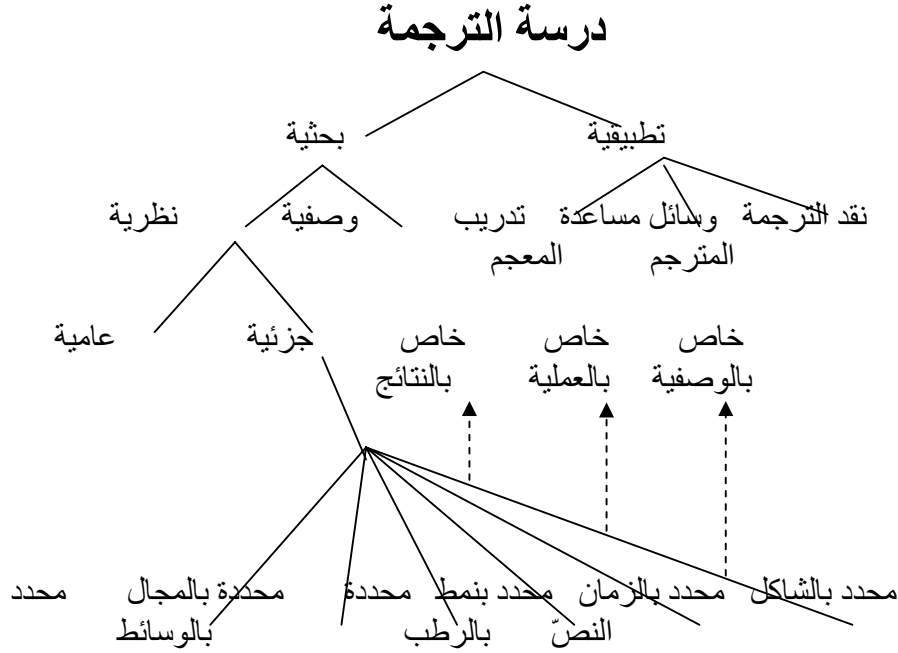 درسة الترجمة
تطبيقية بحثية
نقد الترجمة وسائل مساعدة تدريب وصفية نظرية
المترجم المعجم
خاص خاص خاص جزئية عامية
بالوصفية بالعملية بالنتائج
محدد بالشاكل محدد بالزمان محدد بنمط محددة محددة بالمجال محدد
النصّ بالرطب بالوسائط